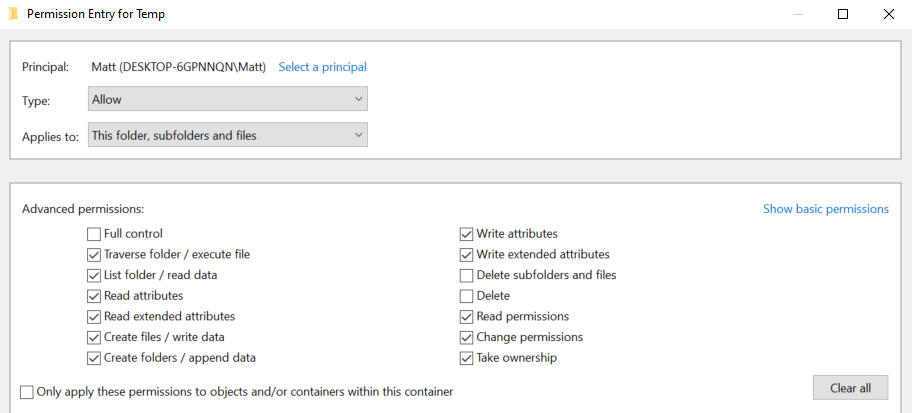 Permission Entry for Temp
Principal: Matt (DESKTOP-6GPNNQN\Matt) Select a principal
Type: Allow
Applies to: This folder, subfolders and files
Advanced permissions: Show basic permissions
Full control Write attributes
Traverse folder / execute file Write extended attributes
List folder / read data Delete subfolders and files
Read attributes Delete
Read extended attributes Read permissions
Create files / write data Change permissions
Create folders / append data Take ownership
Only apply these permissions to objects and/or containers within this container Clear all